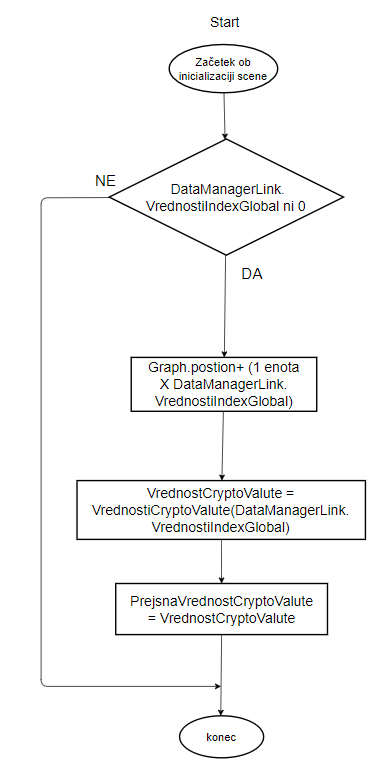 Start
Začetek ob
inicializaciji scene
NE
DataManagerLink.
VrednostiIndexGlobal ni 0
DA
Graph.postion+ (1 enota
X DataManagerLink.
VrednostiIndexGlobal)
VrednostCryptoValute =
VrednostiCryptoValute(DataManagerLink.
VrednostiIndexGlobal)
PrejsnaVrednostCryptoValute
= VrednostCryptoValute
konec